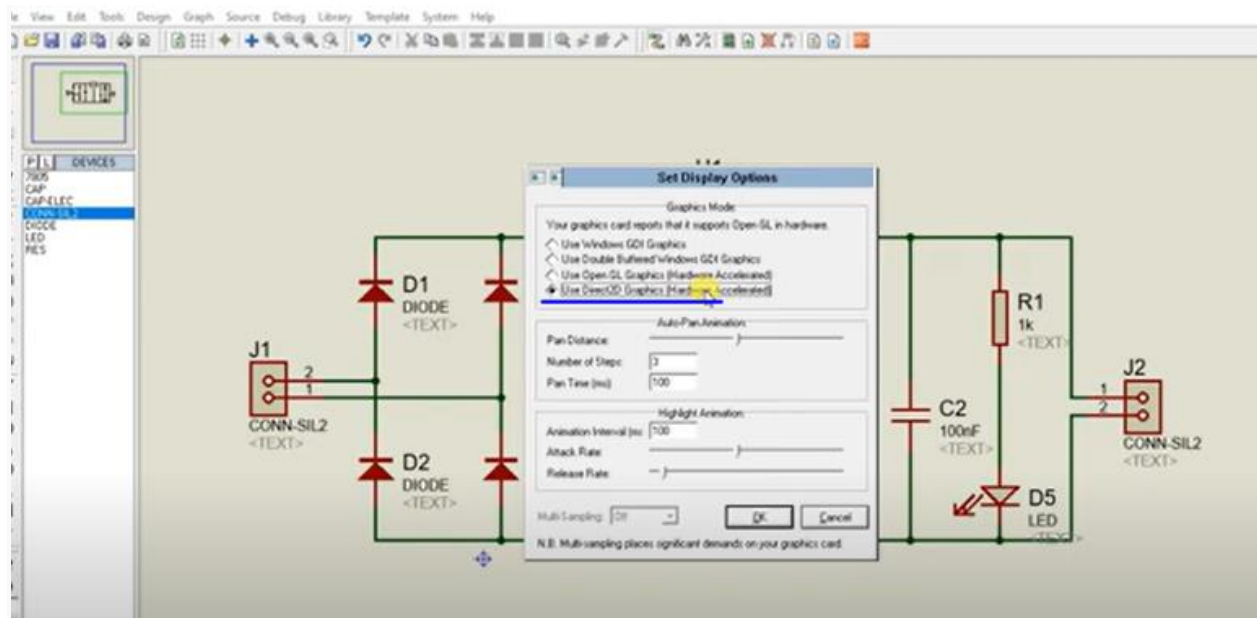 View Edit Tools Design Graph Source Debug Library Template System Help
P L DEVICES
7805
CAP
CAP-ELEC
CONN-SIL2
DIODE
LED
RES
Set Display Options
Graphics Mode
Your graphics card reports that it supports Open-GL in hardware.
Use Windows GDI Graphics
Use Double Buffered Windows GDI Graphics
Use Open GL Graphics (Hardware Accelerated)
Use Direct2D Graphics (Hardware Accelerated)
Auto-Pan Animation
Pan Distance:
Number of Steps: 3
Pan Time (ms) 100
Highlight Animation
Animation Interval (ms 100
Attack Rate:
Release Rate:
Multi-Sampling: Off
OK Cancel
N.B. Multi-sampling places significant demands on your graphics card.
D1
DIODE
<TEXT>
J1
2
1
CONN-SIL2
<TEXT>
D2
DIODE
<TEXT>
R1
1k
<TEXT>
C2
100nF
<TEXT>
J2
1
2
CONN-SIL2
<TEXT>
D5
LED
<TEXT>